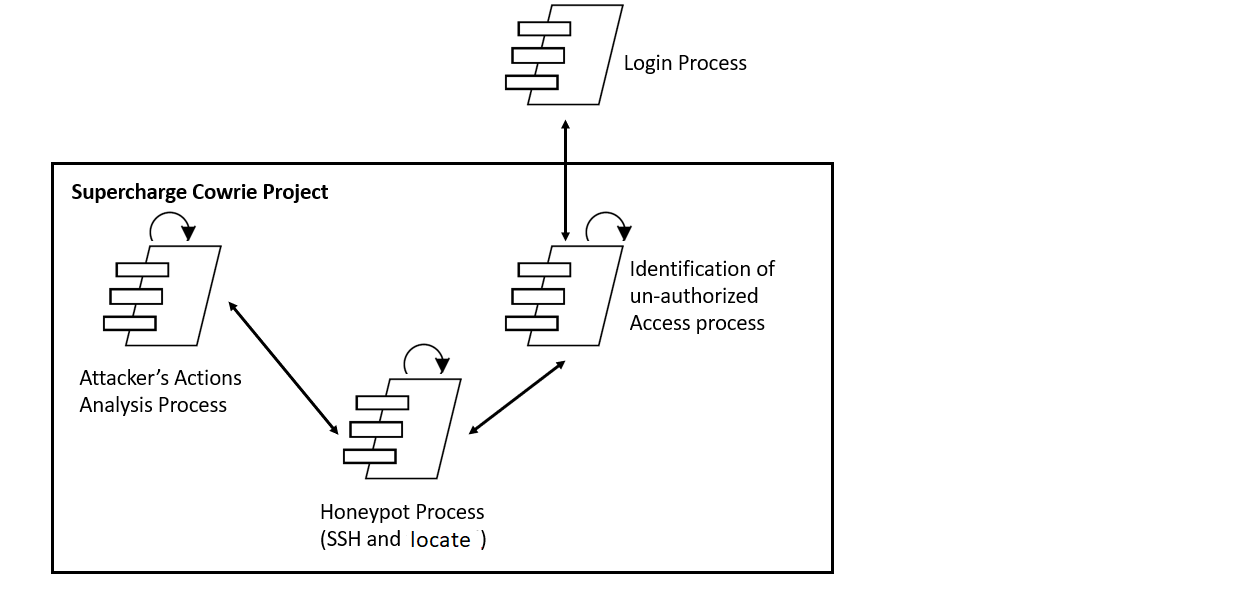 Login Process
Supercharge Cowrie Project
Identification of
un-authorized
Access process
Attacker’s Actions
Analysis Process
Honeypot Process
(SSH and locate )